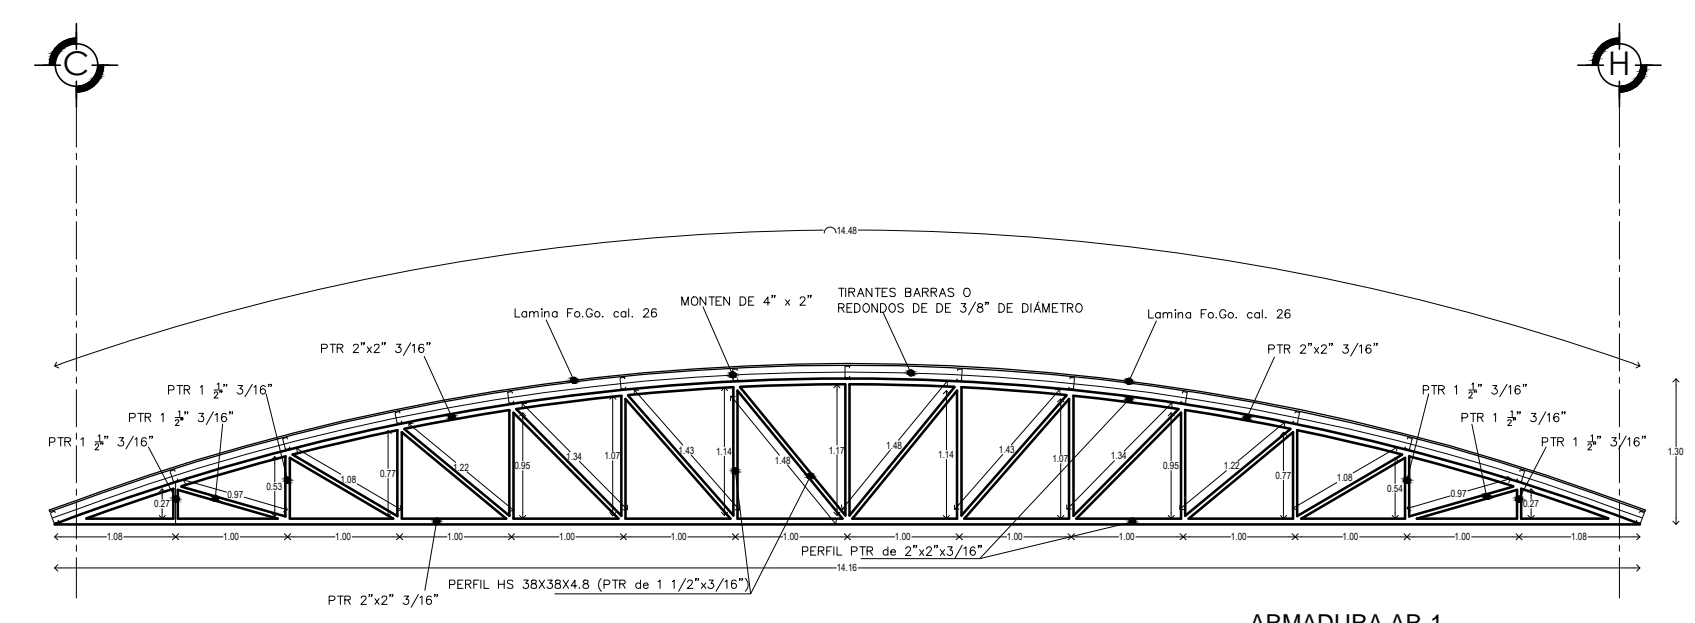 C
H
14.48
Lamina Fo.Go. cal. 26
MONTEN DE 4" x 2"
TIRANTES BARRAS O
REDONDOS DE DE 3/8" DE DIÁMETRO
Lamina Fo.Go. cal. 26
PTR 2"x2" 3/16"
PTR 2"x2" 3/16"
PTR 1 1/2" 3/16"
PTR 1 1/2" 3/16"
PTR 1 1/2" 3/16"
PTR 1 1/2" 3/16"
PTR 1 1/2" 3/16"
PTR 1 1/2" 3/16"
0.27 0.97 0.53 1.08 0.77 1.22 0.95 1.34 1.07 1.43 1.14 1.48 1.17 1.48 1.14 1.43 1.07 1.34 0.95 1.22 0.77 1.08 0.54 0.97 0.27
1.30
1.08 1.00 1.00 1.00 1.00 1.00 1.00 1.00 1.00 1.00 1.00 1.00 1.00 1.08
PERFIL PTR de 2"x2"x3/16"
14.16
PERFIL HS 38X38X4.8 (PTR de 1 1/2"x3/16")
PTR 2"x2" 3/16"
ARMADURA AR-1